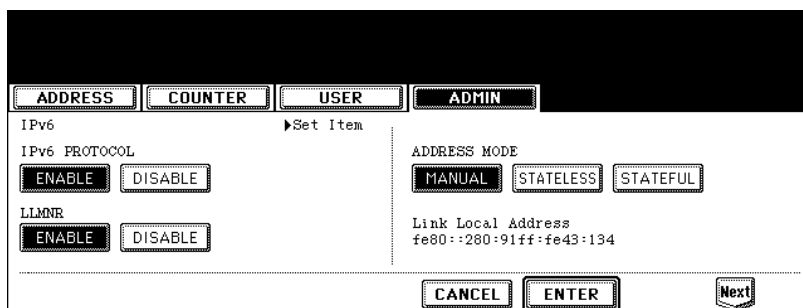 ADDRESS COUNTER USER ADMIN
IPv6 ▶Set Item
IPv6 PROTOCOL
ENABLE DISABLE
LLMNR
ENABLE DISABLE
ADDRESS MODE
MANUAL STATELESS STATEFUL
Link Local Address
fe80::280:91ff:fe43:134
CANCEL ENTER Next